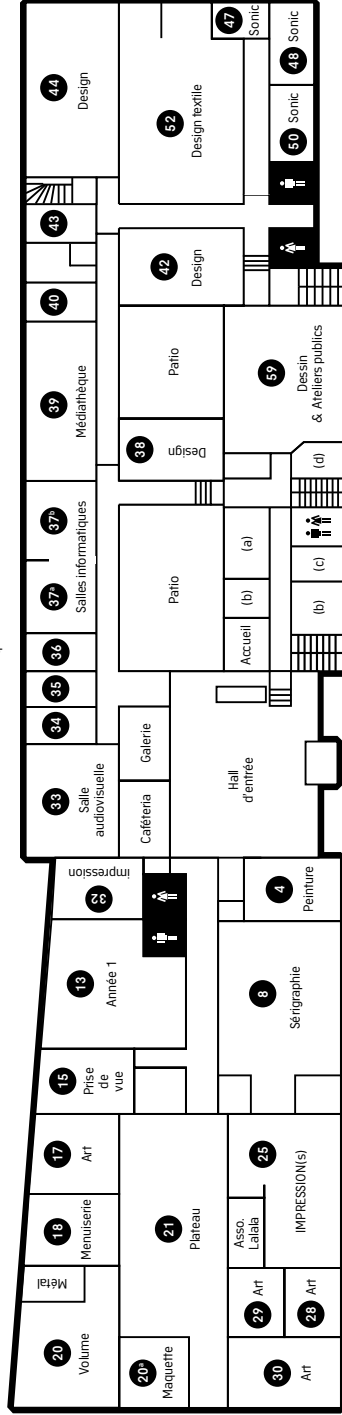 20
Volume
Métal
18
Menuiserie
17
Art
15
Prise
de
vue
13
Année 1
32
impression
33
Salle
audiovisuelle
34
35
36
37ᵃ
37ᵇ
Salles informatiques
39
Médiathèque
40
43
44
Design
20ᵃ
Maquette
21
Plateau
Caféteria
Galerie
Patio
38
Design
Patio
42
Design
52
Design textile
47
Sonic
30
Art
29
Art
28
Art
Asso.
Lalala
25
IMPRESSION(s)
8
Sérigraphie
4
Peinture
Hall
d'entrée
Accueil
(b)
(a)
(b)
(c)
(d)
59
Dessin
& Ateliers publics
50
Sonic
48
Sonic